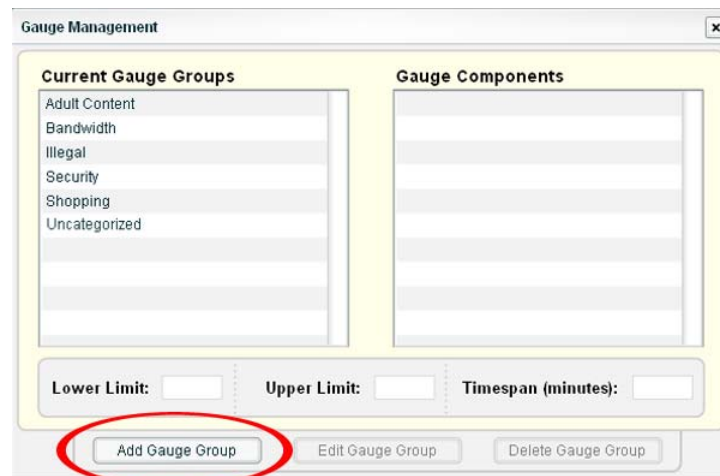 Gauge Management
Current Gauge Groups
Adult Content
Bandwidth
Illegal
Security
Shopping
Uncategorized
Gauge Components
Lower Limit: Upper Limit: Timespan (minutes):
Add Gauge Group Edit Gauge Group Delete Gauge Group